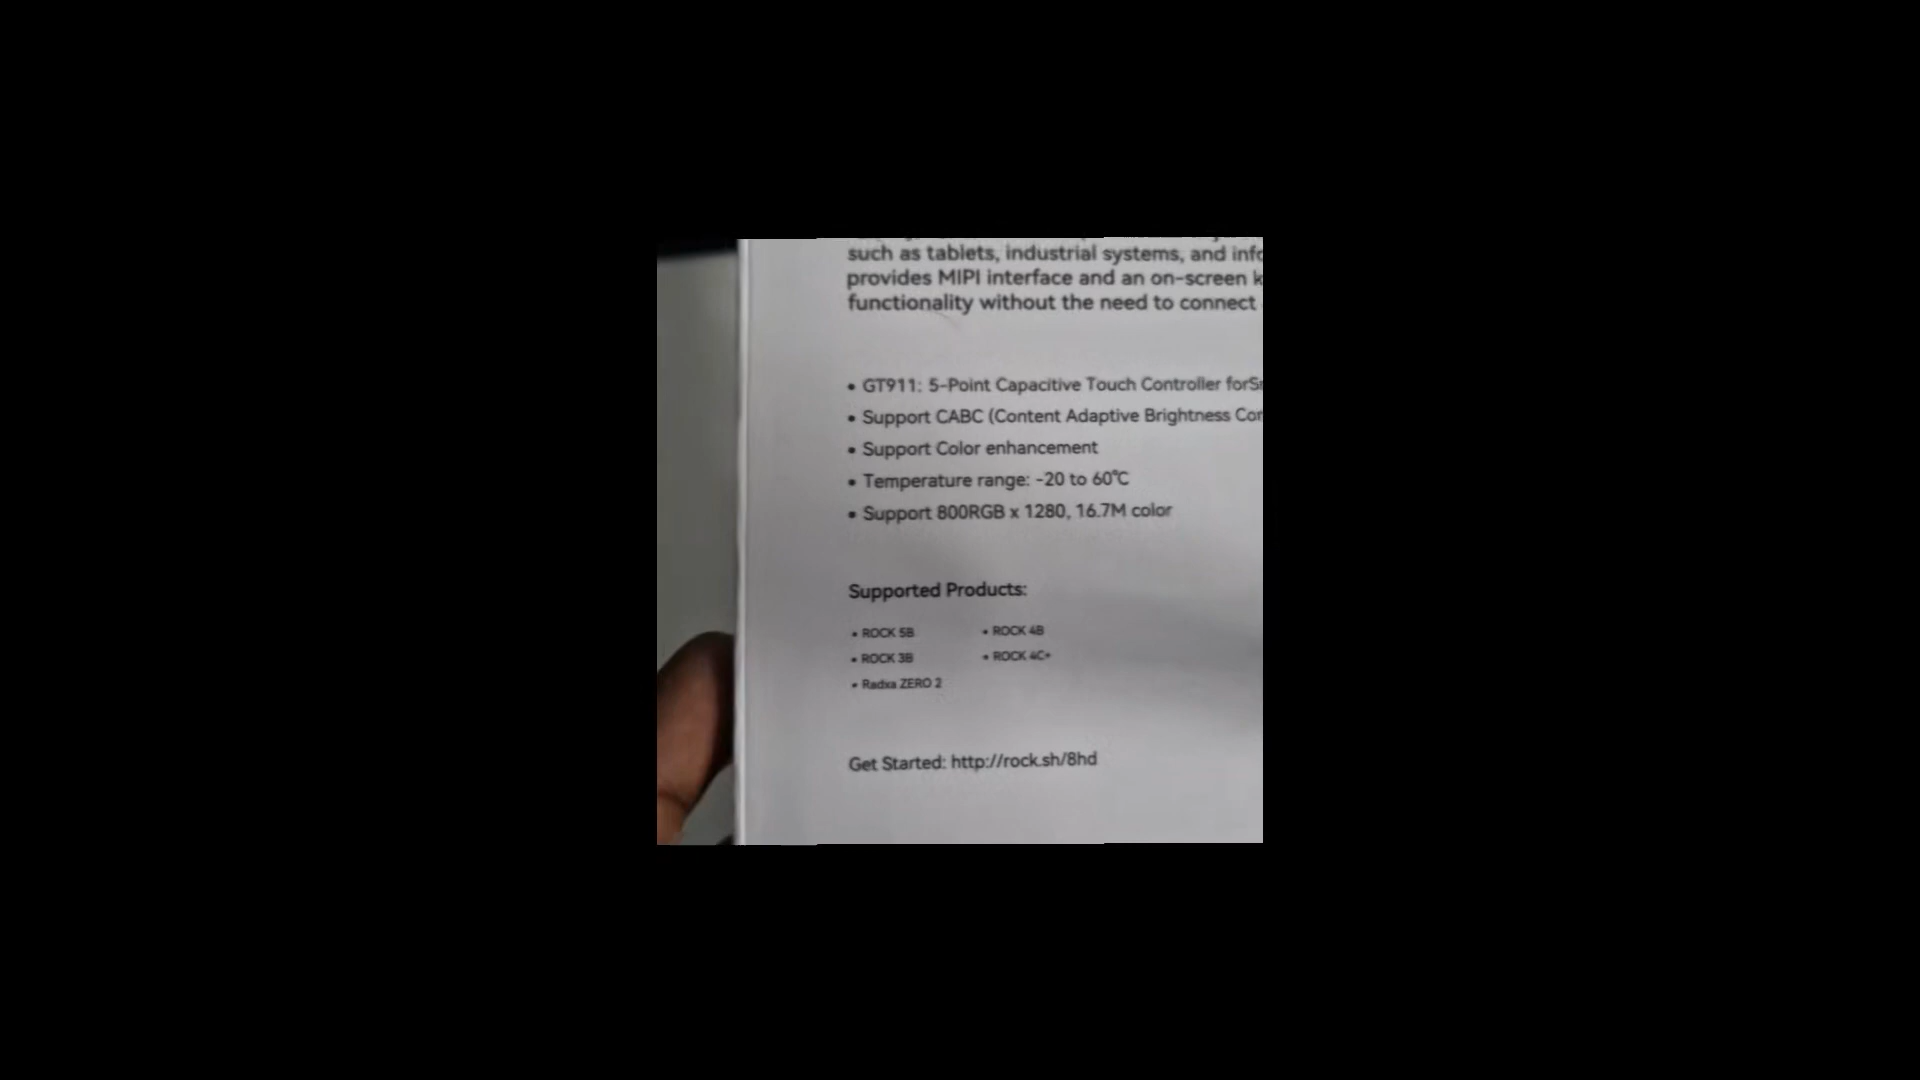 such as tablets, industrial systems, and
provides MIPI interface and an on-screen
functionality without the need to connect
• GT911: 5-Point Capacitive Touch Controller for
• Support CABC (Content Adaptive Brightness
• Support Color enhancement
• Temperature range: -20 to 60℃
• Support 800RGB x 1280, 16.7M color
Supported Products:
• ROCK 5B • ROCK 4B
• ROCK 3B • ROCK 4C+
• Radxa ZERO 2
Get Started: http://rock.sh/8hd